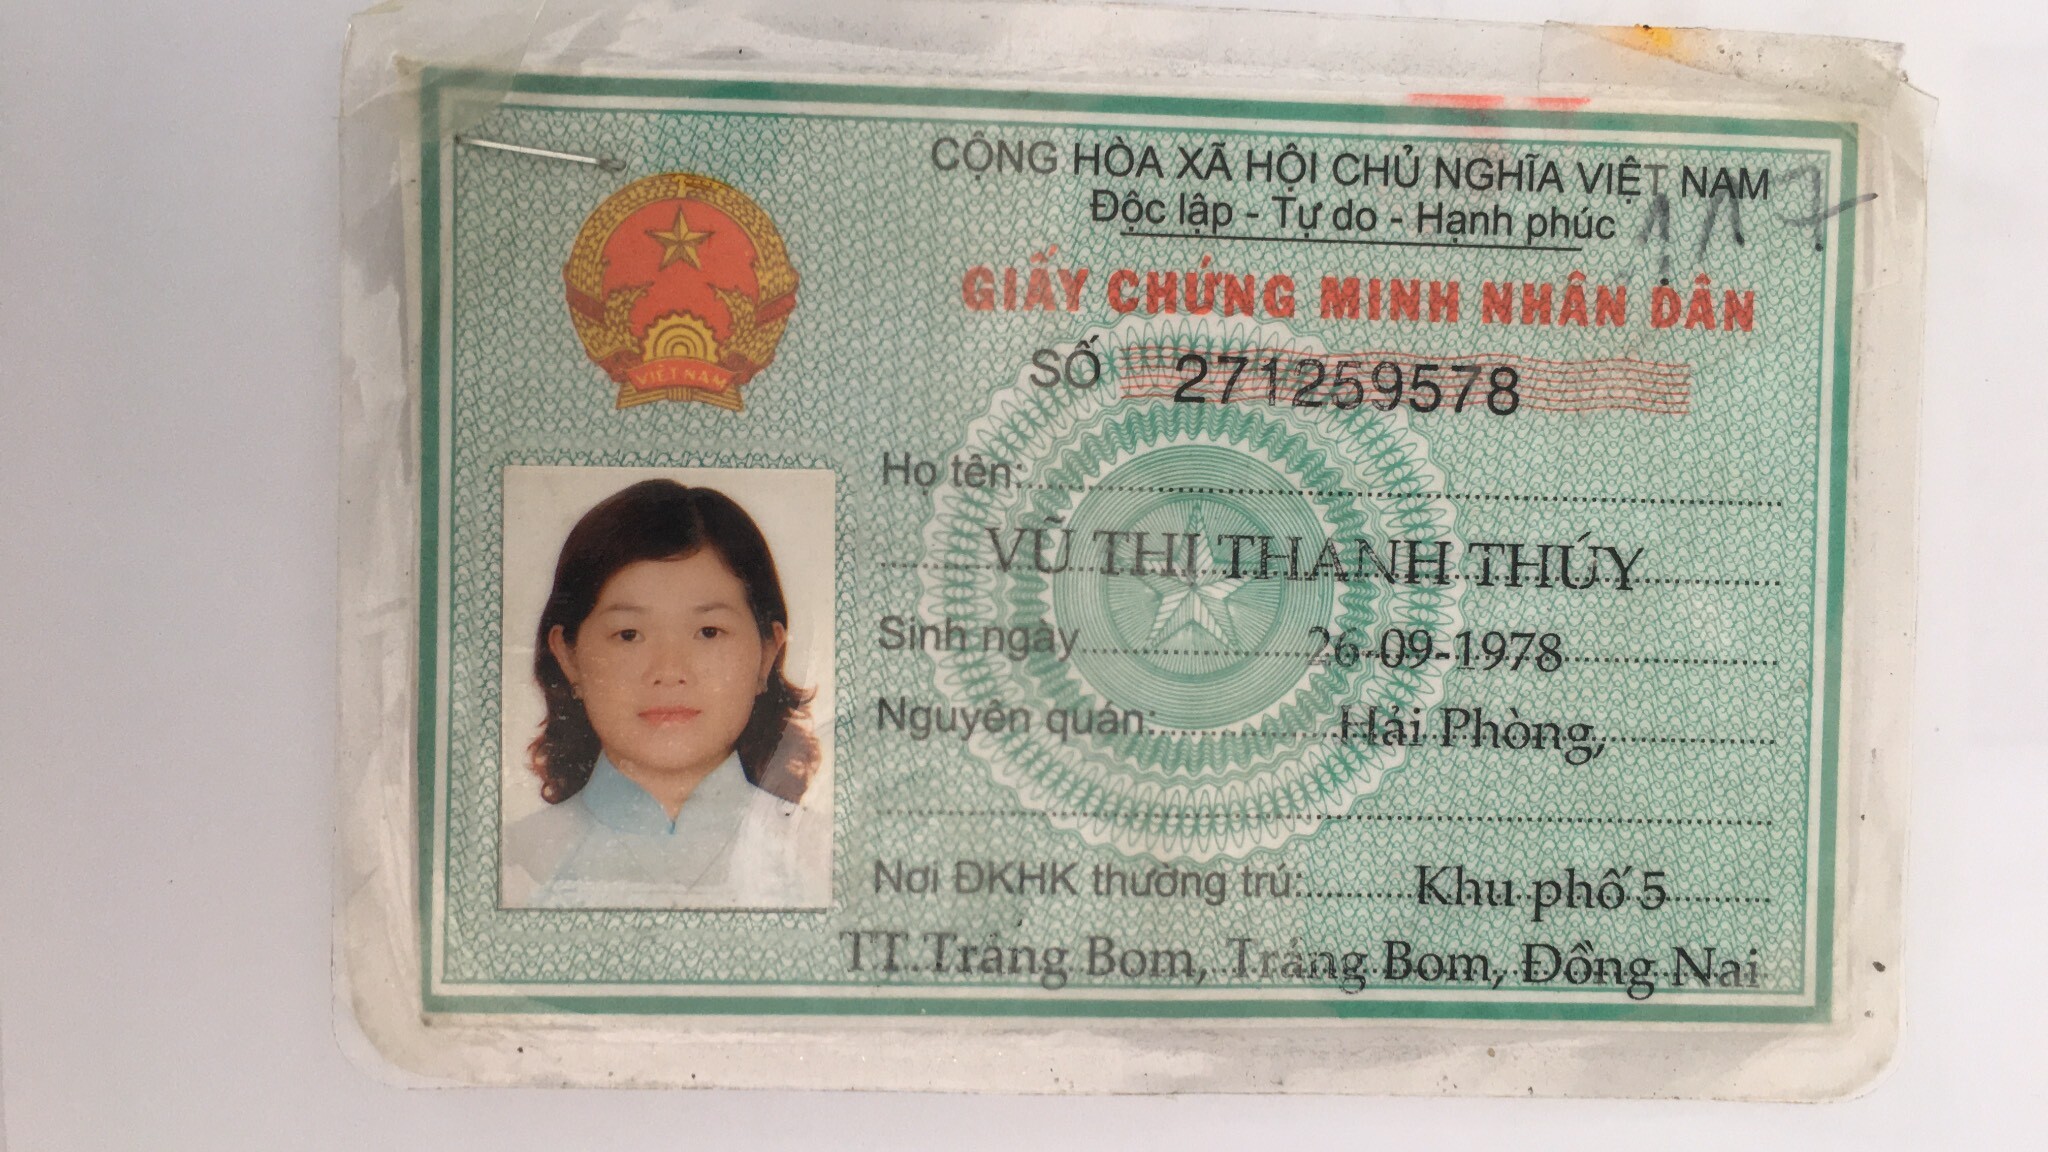 CỘNG HÒA XÃ HỘI CHỦ NGHĨA VIỆT NAM
Độc lập - Tự do - Hạnh phúc
GIẤY CHỨNG MINH NHÂN DÂN
SỐ 271259578
VIỆT NAM
Họ tên:
VŨ THỊ THANH THÚY
Sinh ngày 26-09-1978
Nguyên quán: Hải Phòng,
Nơi ĐKHK thường trú: Khu phố 5
TT.Trảng Bom, Trảng Bom, Đồng Nai